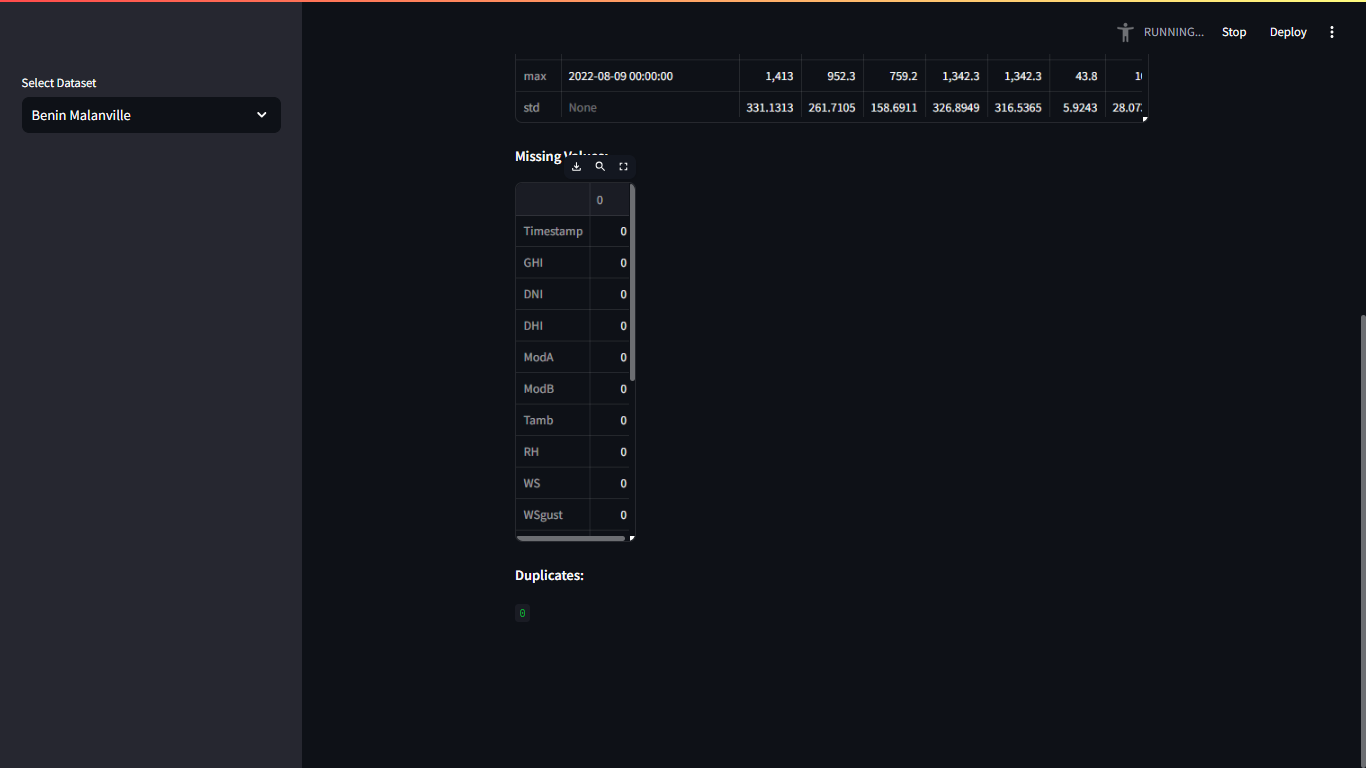 RUNNING... Stop Deploy
Select Dataset
Benin Malanville
max 2022-08-09 00:00:00 1,413 952.3 759.2 1,342.3 1,342.3 43.8
std None 331.1313 261.7105 158.6911 326.8949 316.5365 5.9243 28.07
Missing Values:
0
Timestamp 0
GHI 0
DNI 0
DHI 0
ModA 0
ModB 0
Tamb 0
RH 0
WS 0
WSgust 0
Duplicates:
0